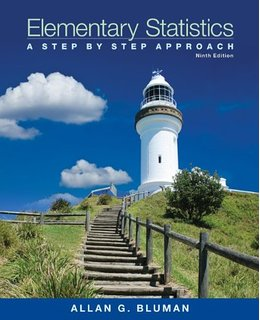 Elementary Statistics
A STEP BY STEP APPROACH
Ninth Edition
ALLAN G. BLUMAN